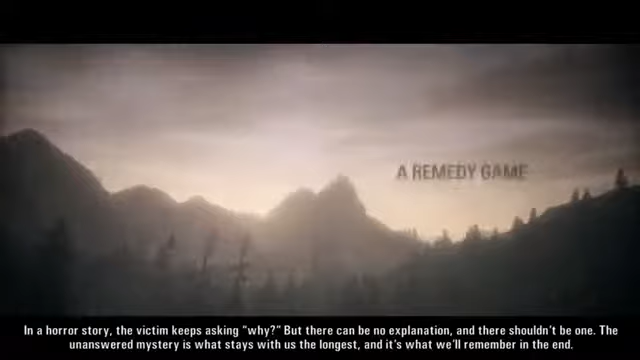 A REMEDY GAME
In a horror story, the victim keeps asking "why?" But there can be no explanation, and there shouldn't be one. The
unanswered mystery is what stays with us the longest, and it's what we'll remember in the end.